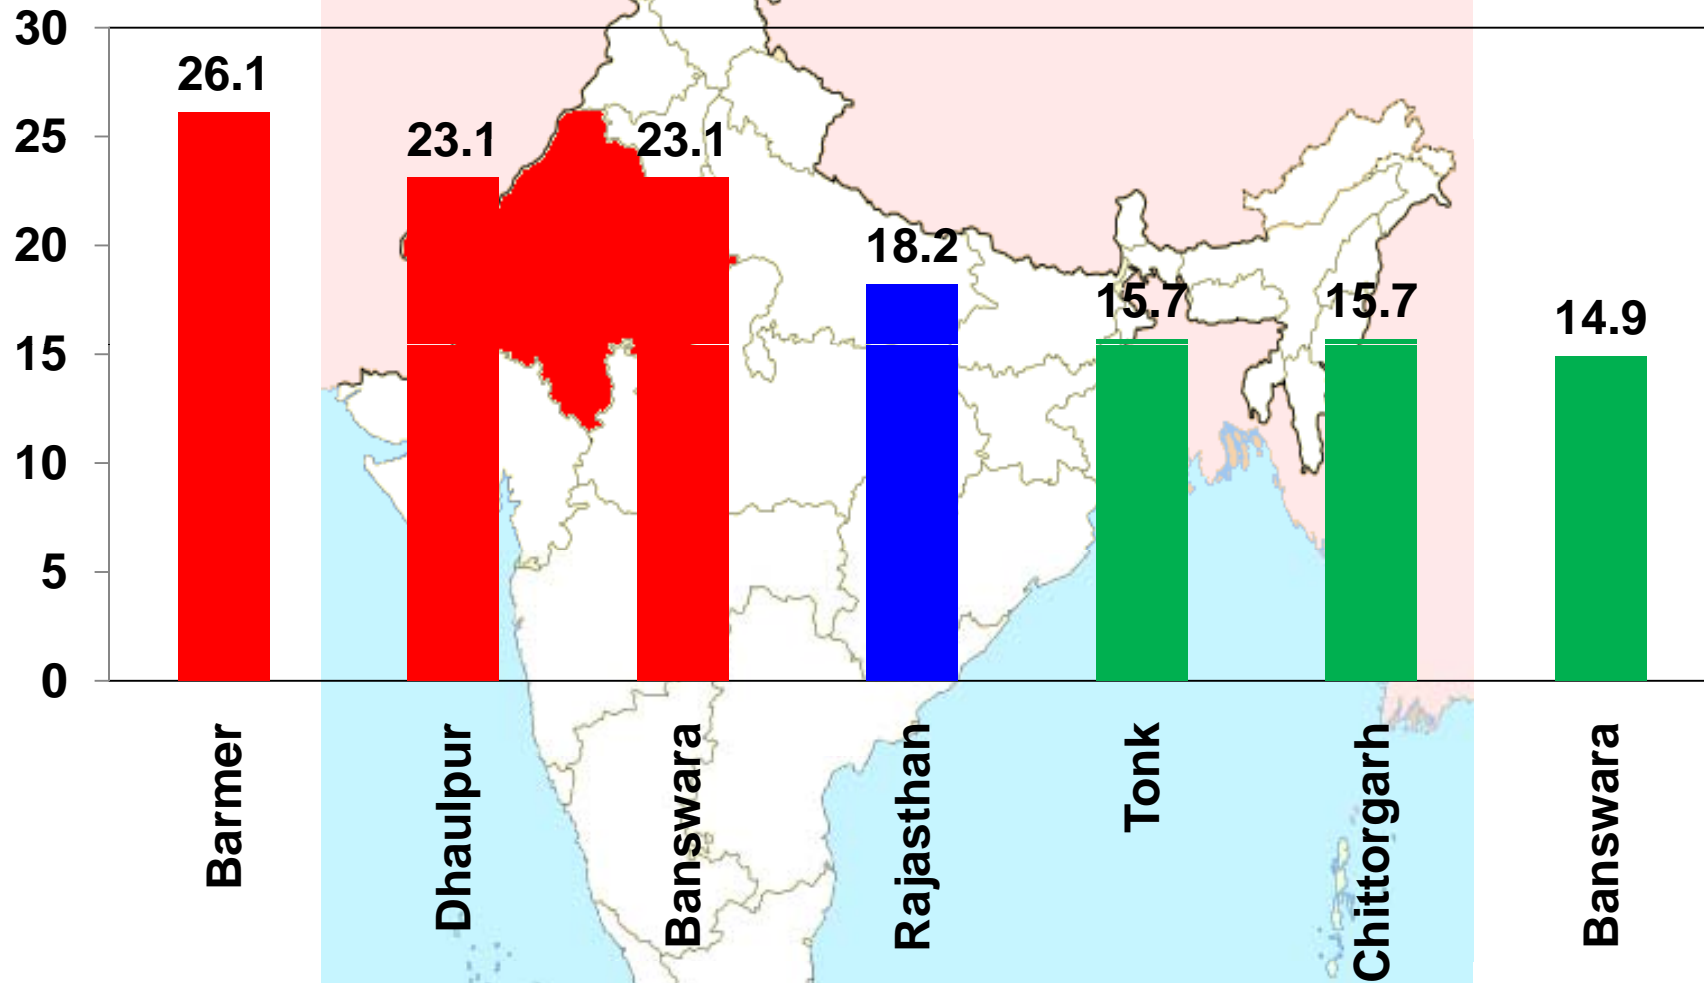 30
25
20
15
10
5
0
26.1
23.1
23.1
18.2
15.7
15.7
14.9
Barmer
Dhaulpur
Banswara
Rajasthan
Tonk
Chittorgarh
Banswara